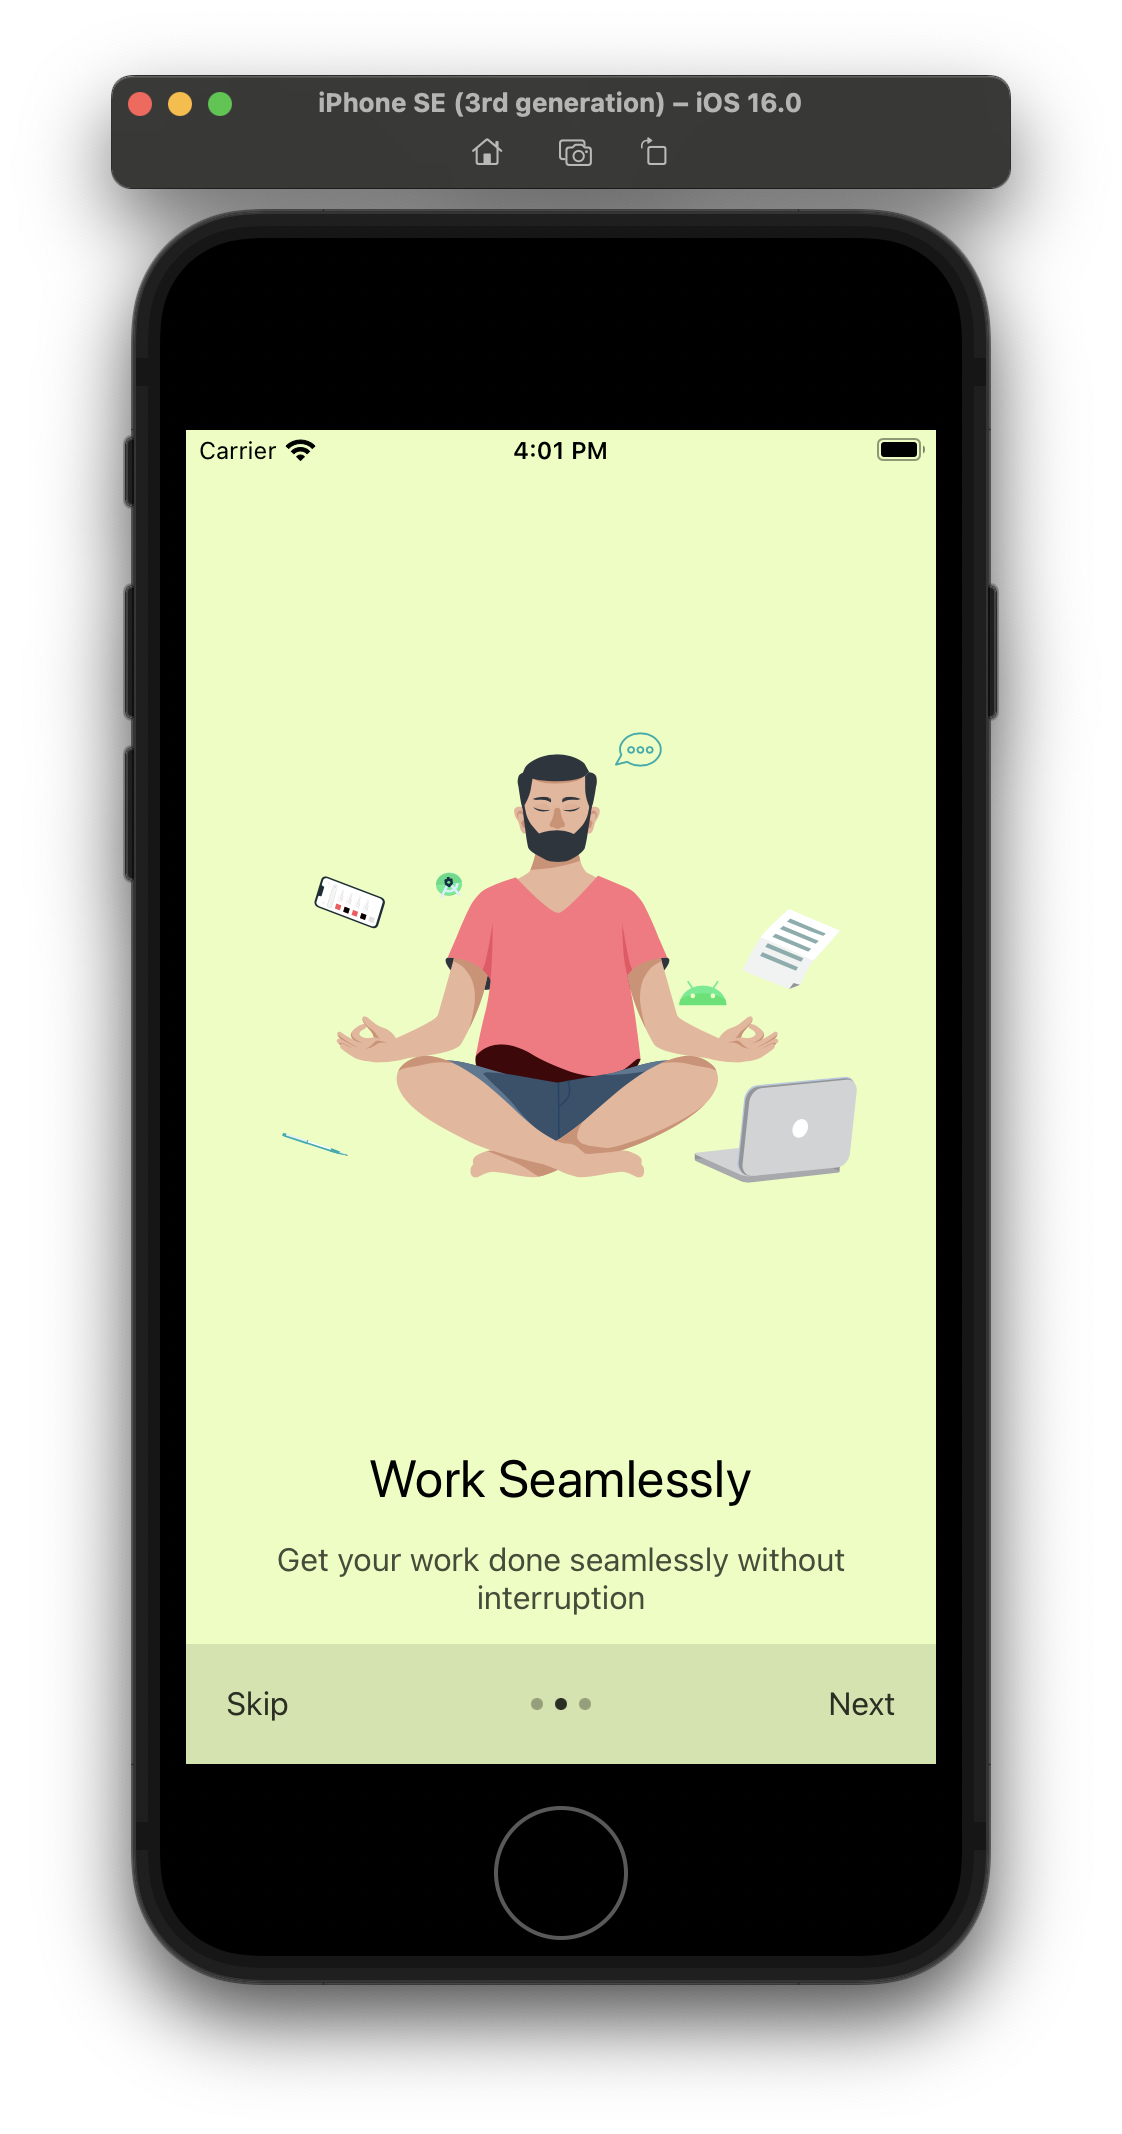 iPhone SE (3rd generation) – iOS 16.0
Carrier 4:01 PM
Work Seamlessly
Get your work done seamlessly without
interruption
Skip Next